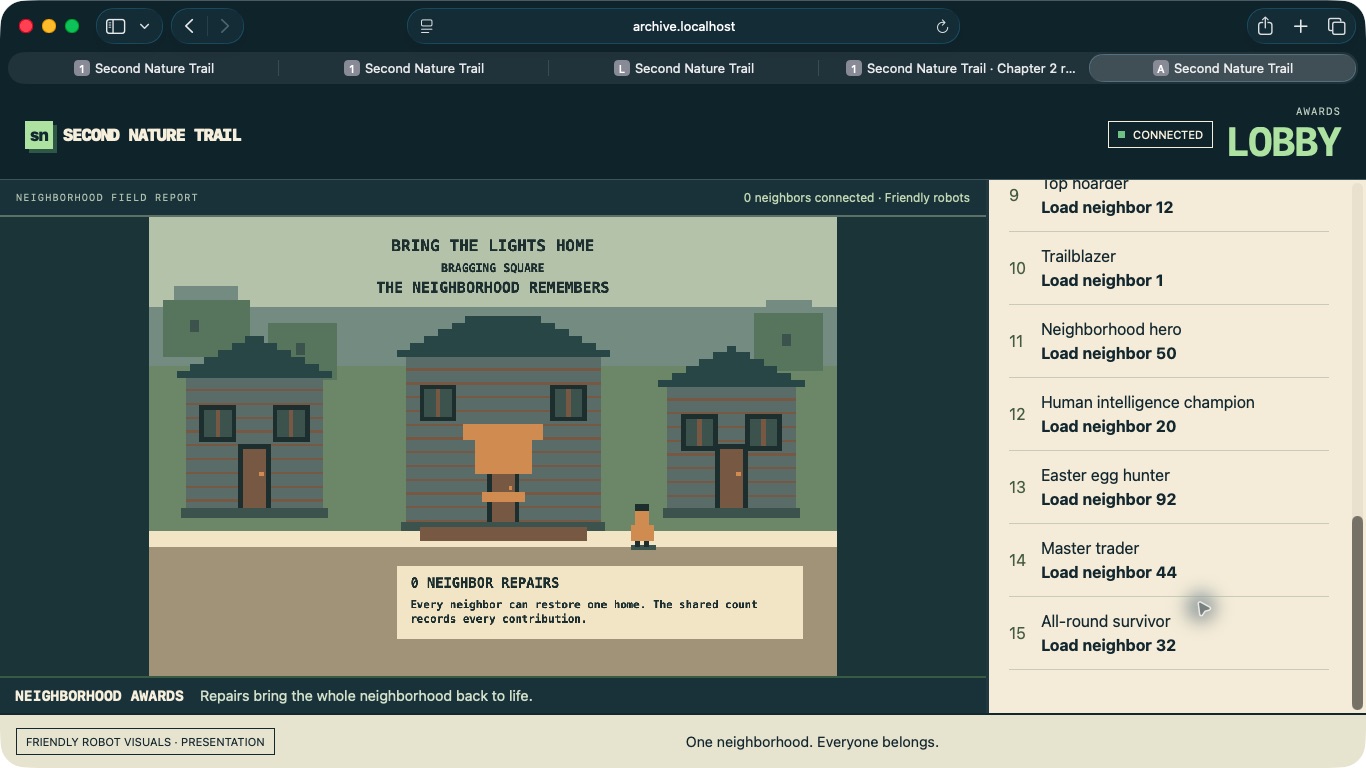 archive.localhost
1 Second Nature Trail
1 Second Nature Trail
L Second Nature Trail
1 Second Nature Trail · Chapter 2 r...
A Second Nature Trail
sn SECOND NATURE TRAIL
CONNECTED
AWARDS
LOBBY
NEIGHBORHOOD FIELD REPORT
0 neighbors connected · Friendly robots
BRING THE LIGHTS HOME
BRAGGING SQUARE
THE NEIGHBORHOOD REMEMBERS
0 NEIGHBOR REPAIRS
Every neighbor can restore one home. The shared count
records every contribution.
NEIGHBORHOOD AWARDS Repairs bring the whole neighborhood back to life.
9 Top hoarder
Load neighbor 12
10 Trailblazer
Load neighbor 1
11 Neighborhood hero
Load neighbor 50
12 Human intelligence champion
Load neighbor 20
13 Easter egg hunter
Load neighbor 92
14 Master trader
Load neighbor 44
15 All-round survivor
Load neighbor 32
FRIENDLY ROBOT VISUALS · PRESENTATION
One neighborhood. Everyone belongs.